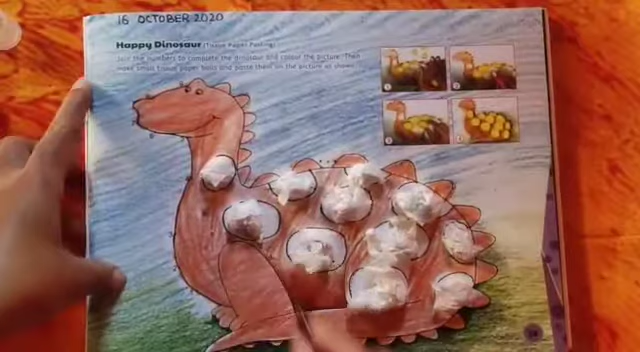 16 OCTOBER 2020
Happy Dinosaur (Tissue Paper Pasting)
Join the numbers to complete the dinosaur and colour the picture. Then
make small tissue paper balls and paste them on the picture as shown.